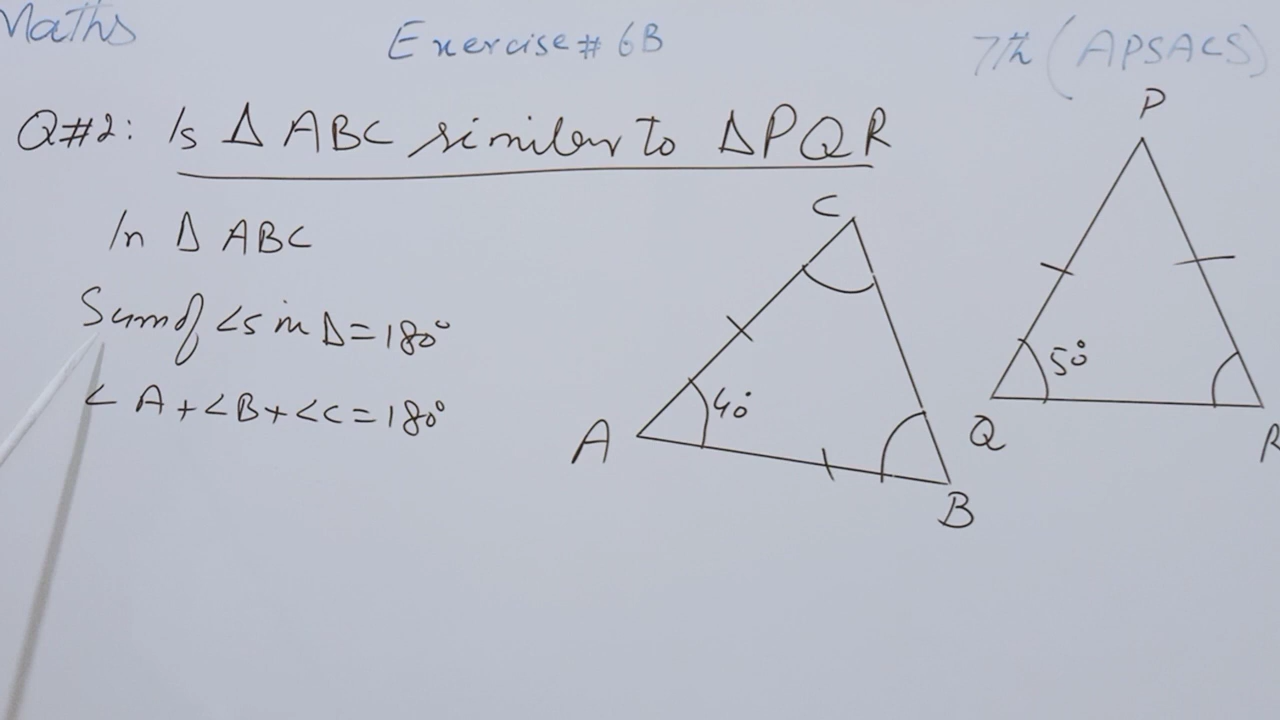 Maths Exercise # 6B 7th (APSACS)
Q#2: Is Δ ABC similar to ΔPQR
In Δ ABC
Sum of ∠s in Δ = 180°
∠A + ∠B + ∠C = 180°
C
A
B
40°
P
Q
R
50°